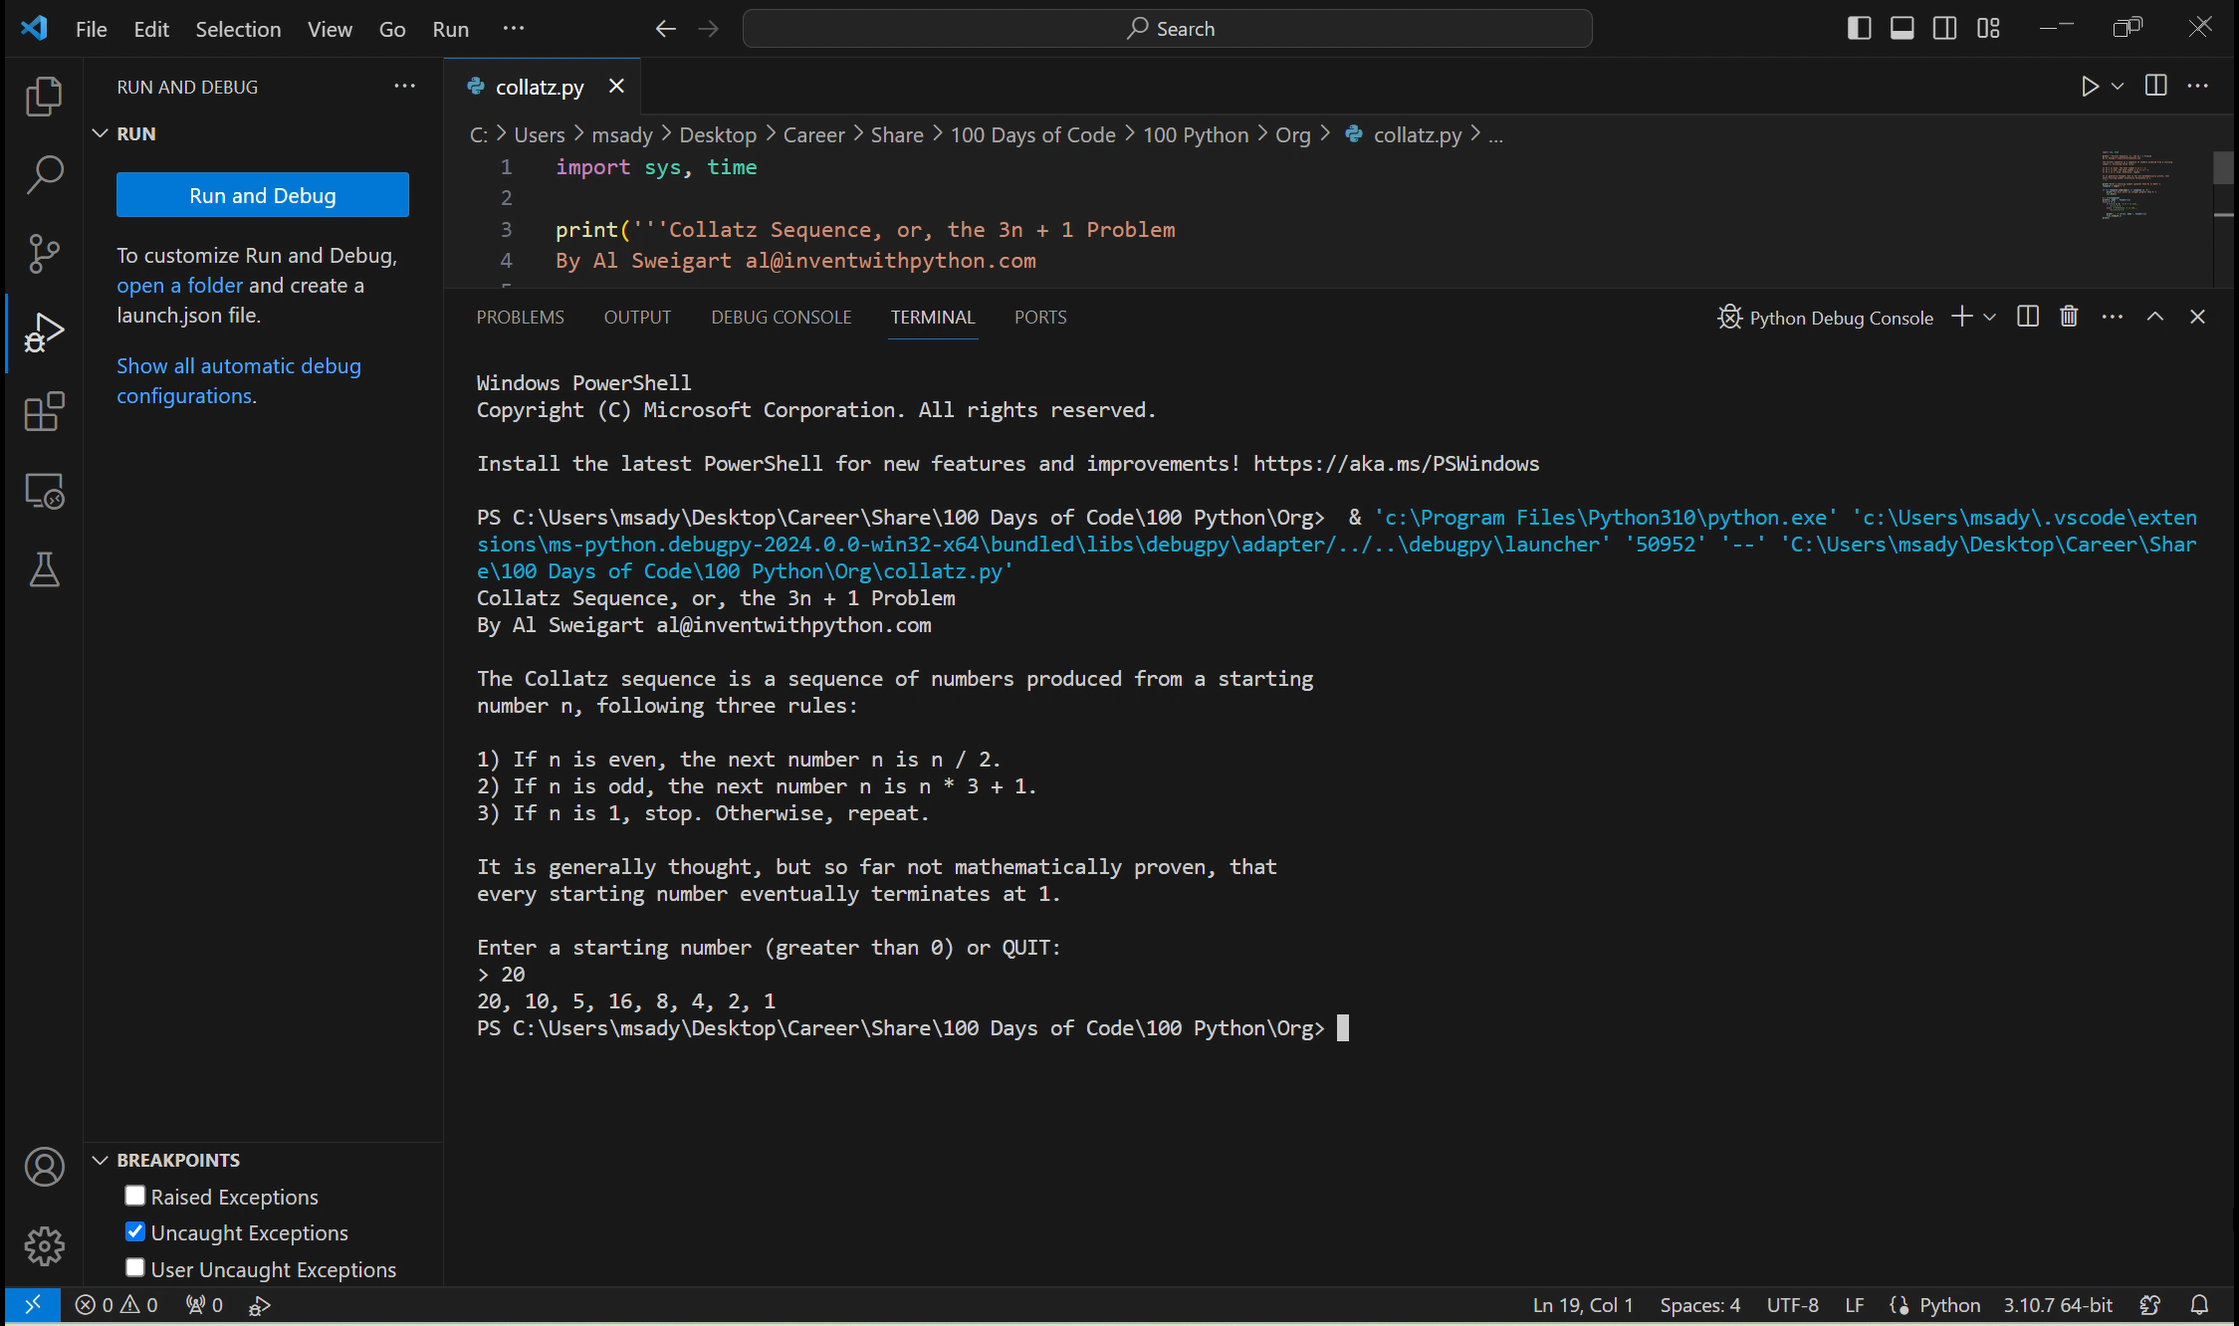 File Edit Selection View Go Run ···
Search
RUN AND DEBUG ···
RUN
Run and Debug
To customize Run and Debug,
open a folder and create a
launch.json file.
Show all automatic debug
configurations.
collatz.py
C: > Users > msady > Desktop > Career > Share > 100 Days of Code > 100 Python > Org > collatz.py > ...
1 import sys, time
2
3 print('''Collatz Sequence, or, the 3n + 1 Problem
4 By Al Sweigart al@inventwithpython.com
PROBLEMS OUTPUT DEBUG CONSOLE TERMINAL PORTS
Python Debug Console
Windows PowerShell
Copyright (C) Microsoft Corporation. All rights reserved.
Install the latest PowerShell for new features and improvements! https://aka.ms/PSWindows
PS C:\Users\msady\Desktop\Career\Share\100 Days of Code\100 Python\Org>  & 'c:\Program Files\Python310\python.exe' 'c:\Users\msady\.vscode\exten
sions\ms-python.debugpy-2024.0.0-win32-x64\bundled\libs\debugpy\adapter/../..\debugpy\launcher' '50952' '--' 'C:\Users\msady\Desktop\Career\Shar
e\100 Days of Code\100 Python\Org\collatz.py'
Collatz Sequence, or, the 3n + 1 Problem
By Al Sweigart al@inventwithpython.com
The Collatz sequence is a sequence of numbers produced from a starting
number n, following three rules:
1) If n is even, the next number n is n / 2.
2) If n is odd, the next number n is n * 3 + 1.
3) If n is 1, stop. Otherwise, repeat.
It is generally thought, but so far not mathematically proven, that
every starting number eventually terminates at 1.
Enter a starting number (greater than 0) or QUIT:
> 20
20, 10, 5, 16, 8, 4, 2, 1
PS C:\Users\msady\Desktop\Career\Share\100 Days of Code\100 Python\Org>
BREAKPOINTS
Raised Exceptions
Uncaught Exceptions
User Uncaught Exceptions
0 0 0
Ln 19, Col 1 Spaces: 4 UTF-8 LF Python 3.10.7 64-bit